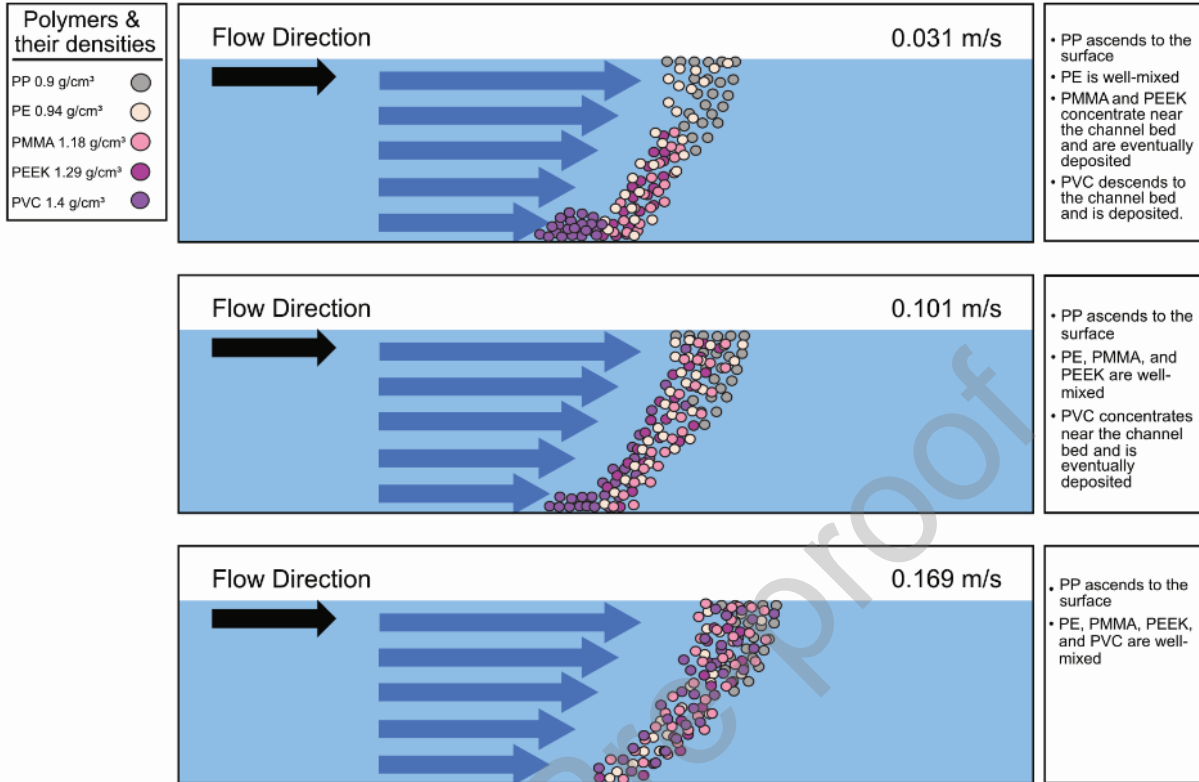 Polymers &
their densities
PP 0.9 g/cm³
PE 0.94 g/cm³
PMMA 1.18 g/cm³
PEEK 1.29 g/cm³
PVC 1.4 g/cm³
Flow Direction
0.031 m/s
• PP ascends to the
surface
• PE is well-mixed
• PMMA and PEEK
concentrate near
the channel bed
and are eventually
deposited
• PVC descends to
the channel bed
and is deposited.
Flow Direction
0.101 m/s
• PP ascends to the
surface
• PE, PMMA, and
PEEK are well-
mixed
• PVC concentrates
near the channel
bed and is
eventually
deposited
Flow Direction
0.169 m/s
• PP ascends to the
surface
• PE, PMMA, PEEK,
and PVC are well-
mixed
Pre proof